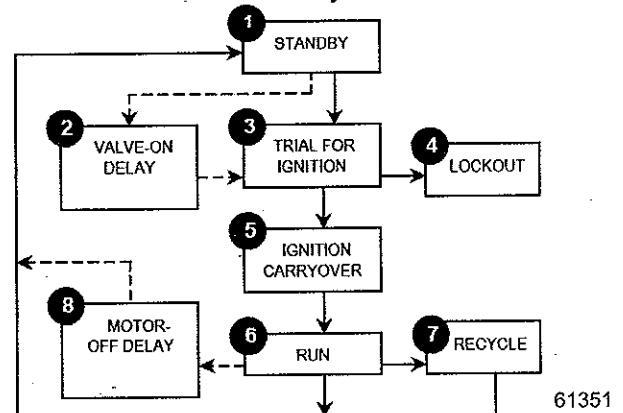 1
STANDBY
2
VALVE-ON
DELAY
3
TRIAL FOR
IGNITION
4
LOCKOUT
5
IGNITION
CARRYOVER
8
MOTOR-
OFF DELAY
6
RUN
7
RECYCLE
61351